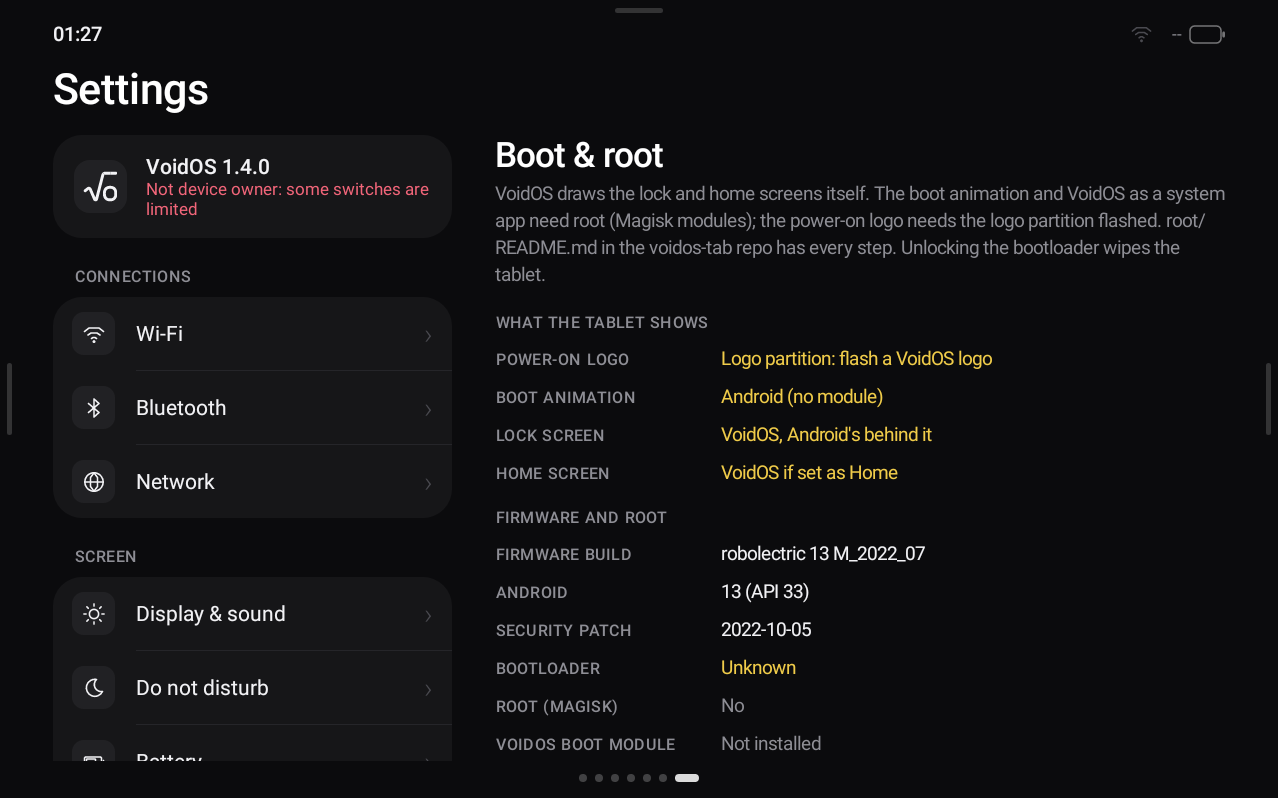 01:27
--
Settings
VoidOS 1.4.0
Not device owner: some switches are
limited
CONNECTIONS
Wi-Fi
Bluetooth
Network
SCREEN
Display & sound
Do not disturb
Battery
Boot & root
VoidOS draws the lock and home screens itself. The boot animation and VoidOS as a system
app need root (Magisk modules); the power-on logo needs the logo partition flashed. root/
README.md in the voidos-tab repo has every step. Unlocking the bootloader wipes the
tablet.
WHAT THE TABLET SHOWS
POWER-ON LOGO Logo partition: flash a VoidOS logo
BOOT ANIMATION Android (no module)
LOCK SCREEN VoidOS, Android's behind it
HOME SCREEN VoidOS if set as Home
FIRMWARE AND ROOT
FIRMWARE BUILD robolectric 13 M_2022_07
ANDROID 13 (API 33)
SECURITY PATCH 2022-10-05
BOOTLOADER Unknown
ROOT (MAGISK) No
VOIDOS BOOT MODULE Not installed